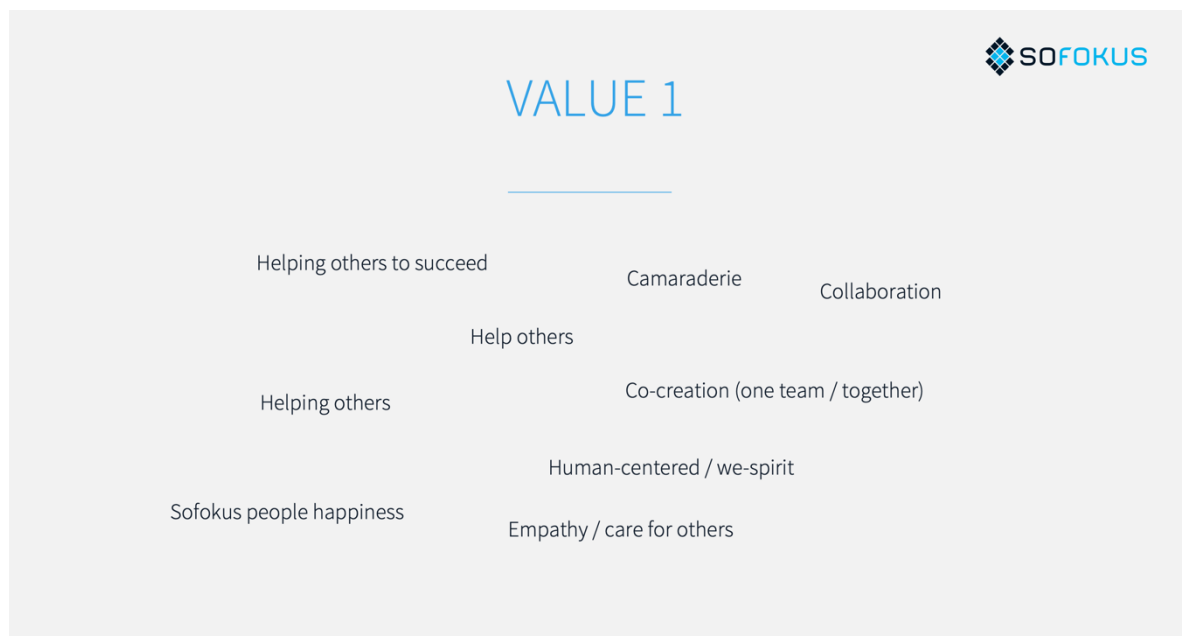 SOFOKUS
VALUE 1
Helping others to succeed
Camaraderie
Collaboration
Help others
Co-creation (one team / together)
Helping others
Human-centered / we-spirit
Sofokus people happiness
Empathy / care for others